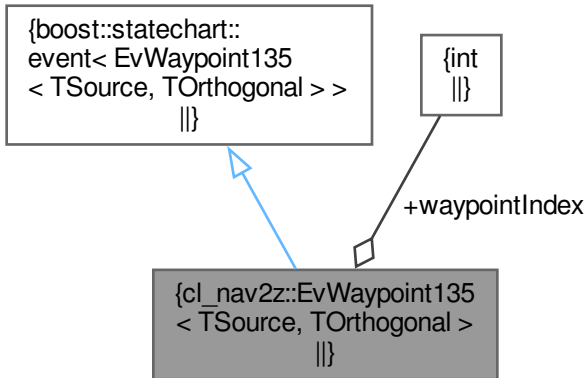 {boost::statechart::
event< EvWaypoint135
< TSource, TOrthogonal > >
||}
{int
||}
+waypointIndex
{cl_nav2z::EvWaypoint135
< TSource, TOrthogonal >
||}